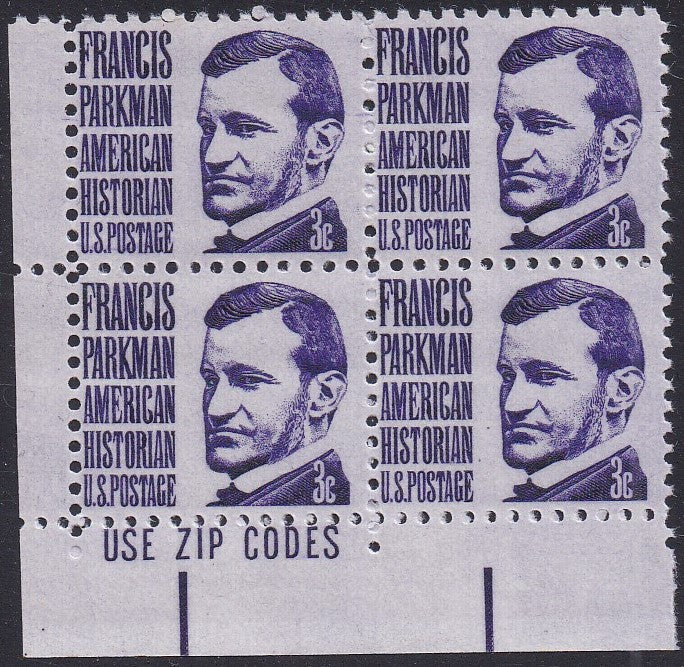 FRANCIS
PARKMAN
AMERICAN
HISTORIAN
U.S.POSTAGE
3c
FRANCIS
PARKMAN
AMERICAN
HISTORIAN
U.S.POSTAGE
3c
FRANCIS
PARKMAN
AMERICAN
HISTORIAN
U.S.POSTAGE
3c
FRANCIS
PARKMAN
AMERICAN
HISTORIAN
U.S.POSTAGE
3c
USE ZIP CODES